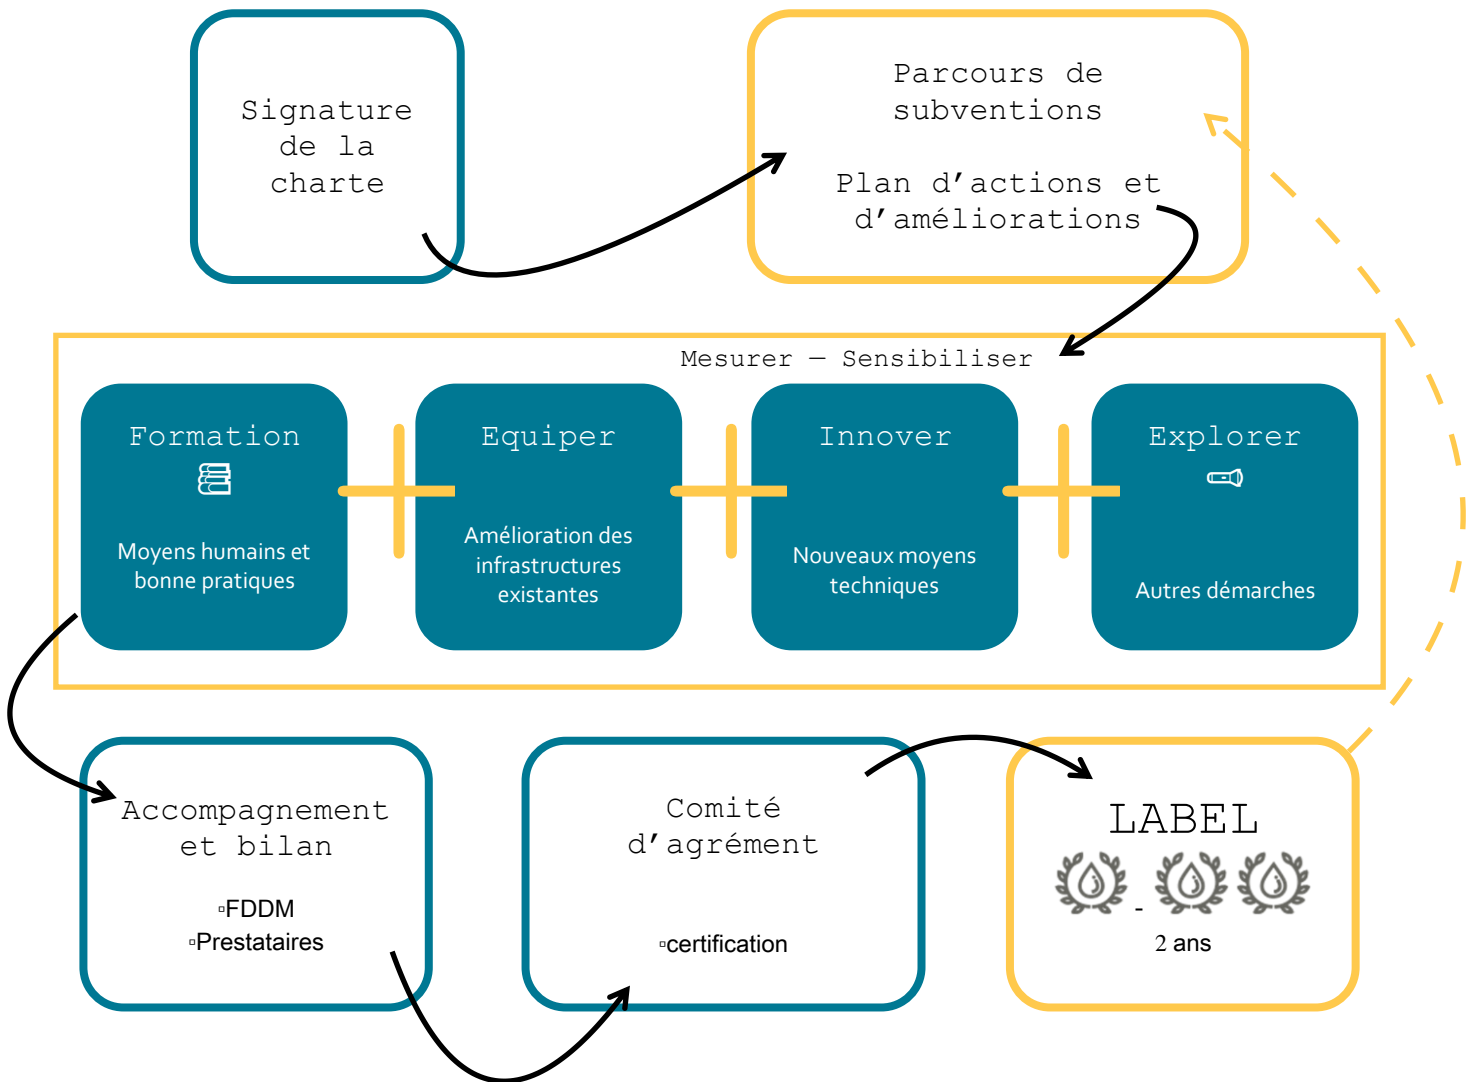 Signature
de la
charte
Parcours de
subventions
Plan d’actions et
d’améliorations
Mesurer — Sensibiliser
Formation
Moyens humains et
bonne pratiques
Equiper
Amélioration des
infrastructures
existantes
Innover
Nouveaux moyens
techniques
Explorer
Autres démarches
Accompagnement
et bilan
▫FDDM
▫Prestataires
Comité
d’agrément
▫certification
LABEL
-
2 ans